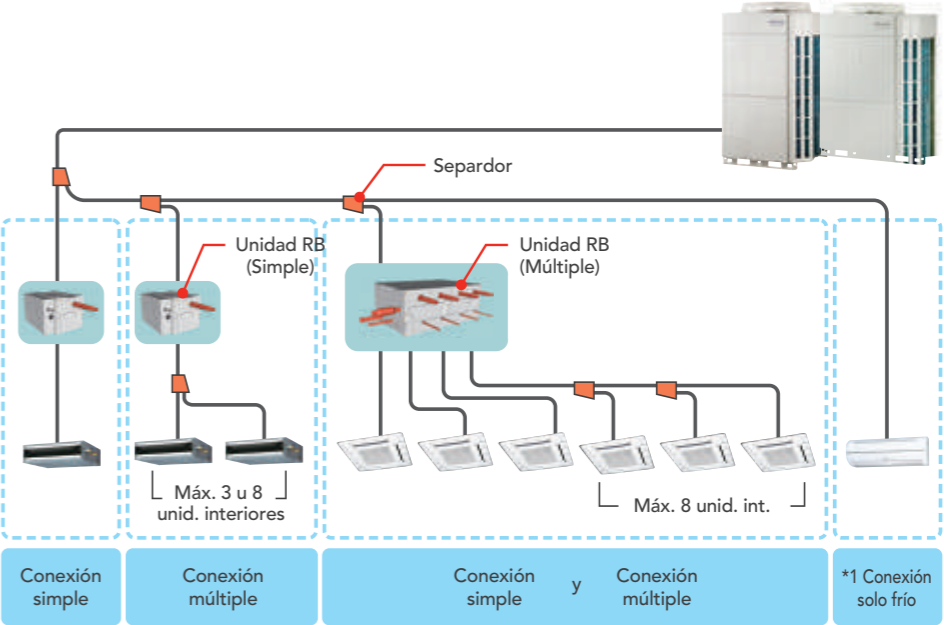 Separdor
Unidad RB
(Simple)
Unidad RB
(Múltiple)
Máx. 3 u 8
unid. interiores
Máx. 8 unid. int.
Conexión
simple
Conexión
múltiple
Conexión
simple
y
Conexión
múltiple
*1 Conexión
solo frío